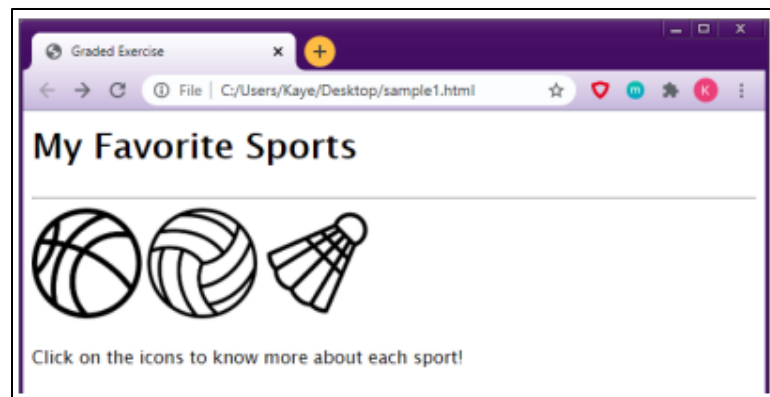 Graded Exercise
File | C:/Users/Kaye/Desktop/sample1.html
m
K
My Favorite Sports
Click on the icons to know more about each sport!